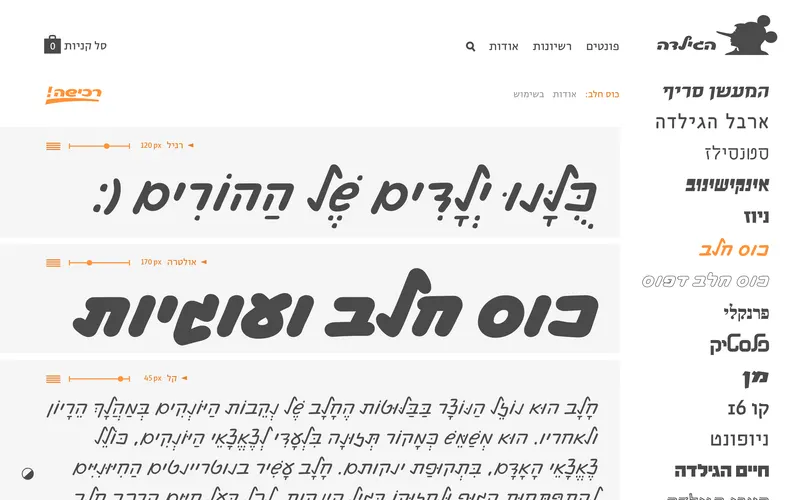 הגילדה
פונטים רשיונות אודות
סל קניות 0
כוס חלב: אודות בשימוש
רכישה!
רגיל 120 px
כֻּלָּנוּ יְלָדִים שֶׁל הַהוֹרִים (:
אולטרה 170 px
כוס חלב ועוגיות
קל 45 px
חָלָב הוּא נוֹזֵל הַנּוֹצָר בַּבַּלּוּטוֹת הֶחָלָב שֶׁל נְקֵבוֹת הַיּוֹנְקִים בְּמַהֲלָךְ הֵרָיוֹן
ולאחריו. הוּא מְשַׁמֵּשׁ כְּמָקוֹר תְּזוּנָה בִּלְעָדִי לְצֶאֱצָאֵי הַיּוֹנְקִים, כּוֹלֵל
צֶאֱצָאֵי הָאָדָם, בִּתְקוּפַת ינקותם. חָלָב עָשִׁיר בנוטריינטים הַחִיּוּנִיִּים
המעשן סריף
ארבל הגילדה
סטנסילז
אינקישינוב
ניוז
כוס חלב
כוס חלב דפוס
פרנקלי
פלסטיק
מן
קו 16
ניופונט
חיים הגילדה